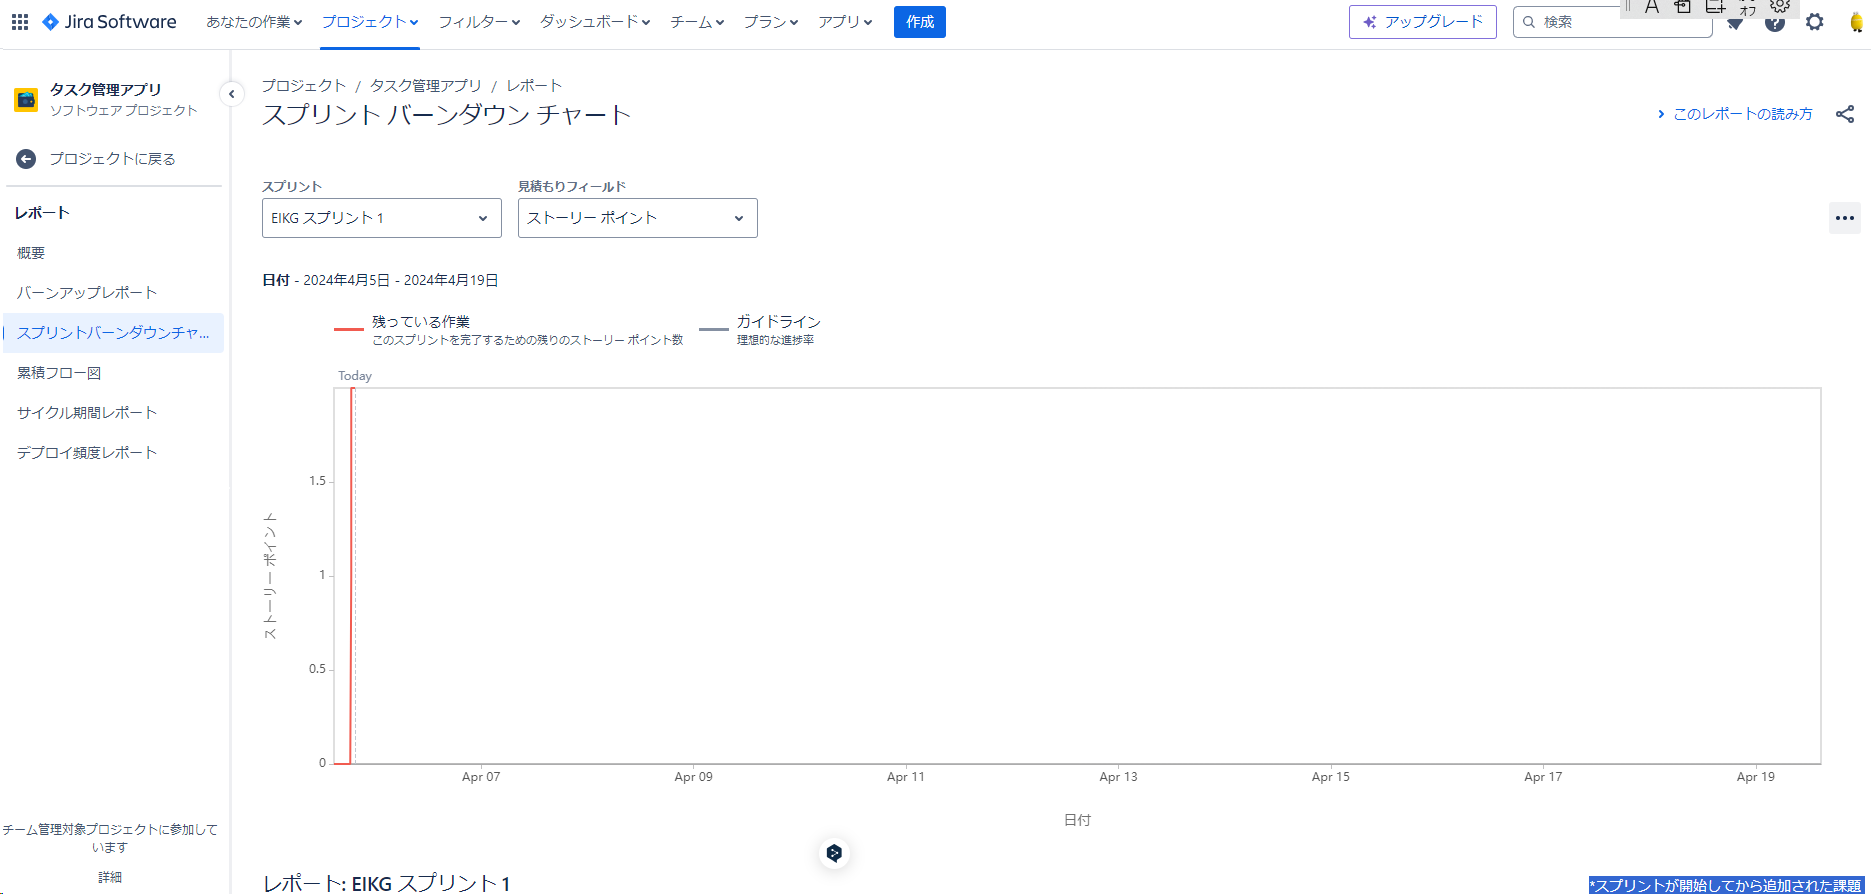 Jira Software あなたの作業 プロジェクト フィルター ダッシュボード チーム プラン アプリ 作成 アップグレード 検索
A オフ
タスク管理アプリ
ソフトウェア プロジェクト
プロジェクトに戻る
レポート
概要
バーンアップレポート
スプリントバーンダウンチャ...
累積フロー図
サイクル期間レポート
デプロイ頻度レポート
チーム管理対象プロジェクトに参加して
います
詳細
プロジェクト / タスク管理アプリ / レポート
スプリント バーンダウン チャート
このレポートの読み方
スプリント
EIKG スプリント 1
見積もりフィールド
ストーリー ポイント
日付 - 2024年4月5日 - 2024年4月19日
残っている作業
このスプリントを完了するための残りのストーリー ポイント数
ガイドライン
理想的な進捗率
Today
1.5
1
0.5
0
ストーリー ポイント
Apr 07 Apr 09 Apr 11 Apr 13 Apr 15 Apr 17 Apr 19
日付
レポート: EIKG スプリント 1
*スプリントが開始してから追加された課題